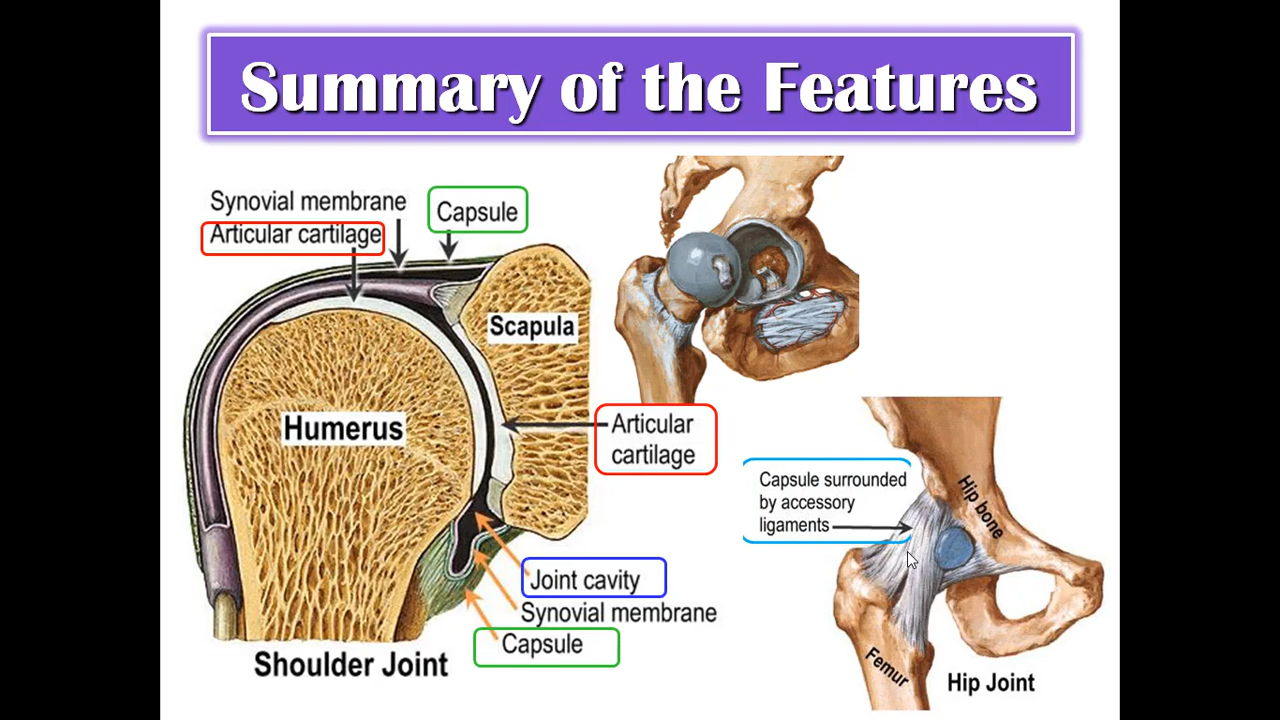 Summary of the Features
Synovial membrane
Articular cartilage
Capsule
Scapula
Humerus
Articular
cartilage
Joint cavity
Synovial membrane
Capsule
Shoulder Joint
Capsule surrounded
by accessory
ligaments
Hip bone
Femur
Hip Joint